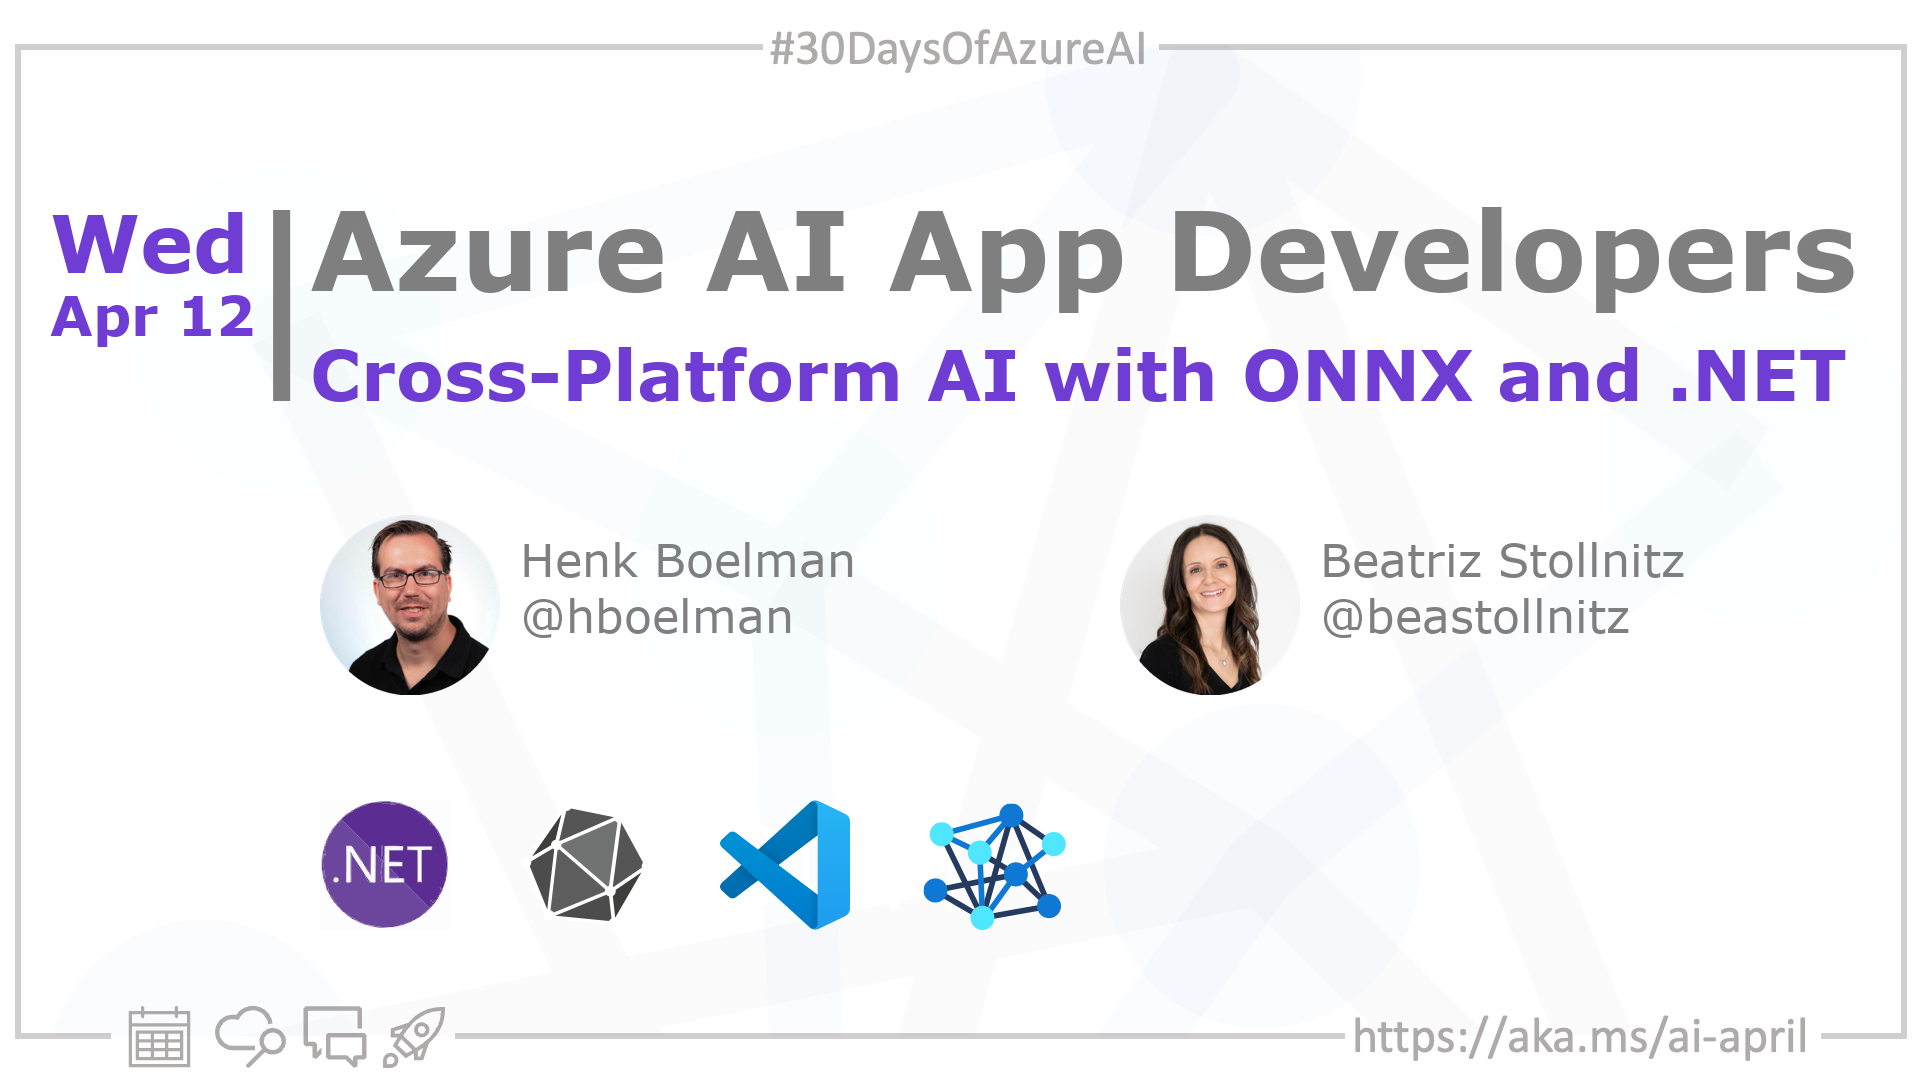 #30DaysOfAzureAI
Wed
Apr 12
Azure AI App Developers
Cross-Platform AI with ONNX and .NET
Henk Boelman
@hboelman
Beatriz Stollnitz
@beastollnitz
.NET
https://aka.ms/ai-april